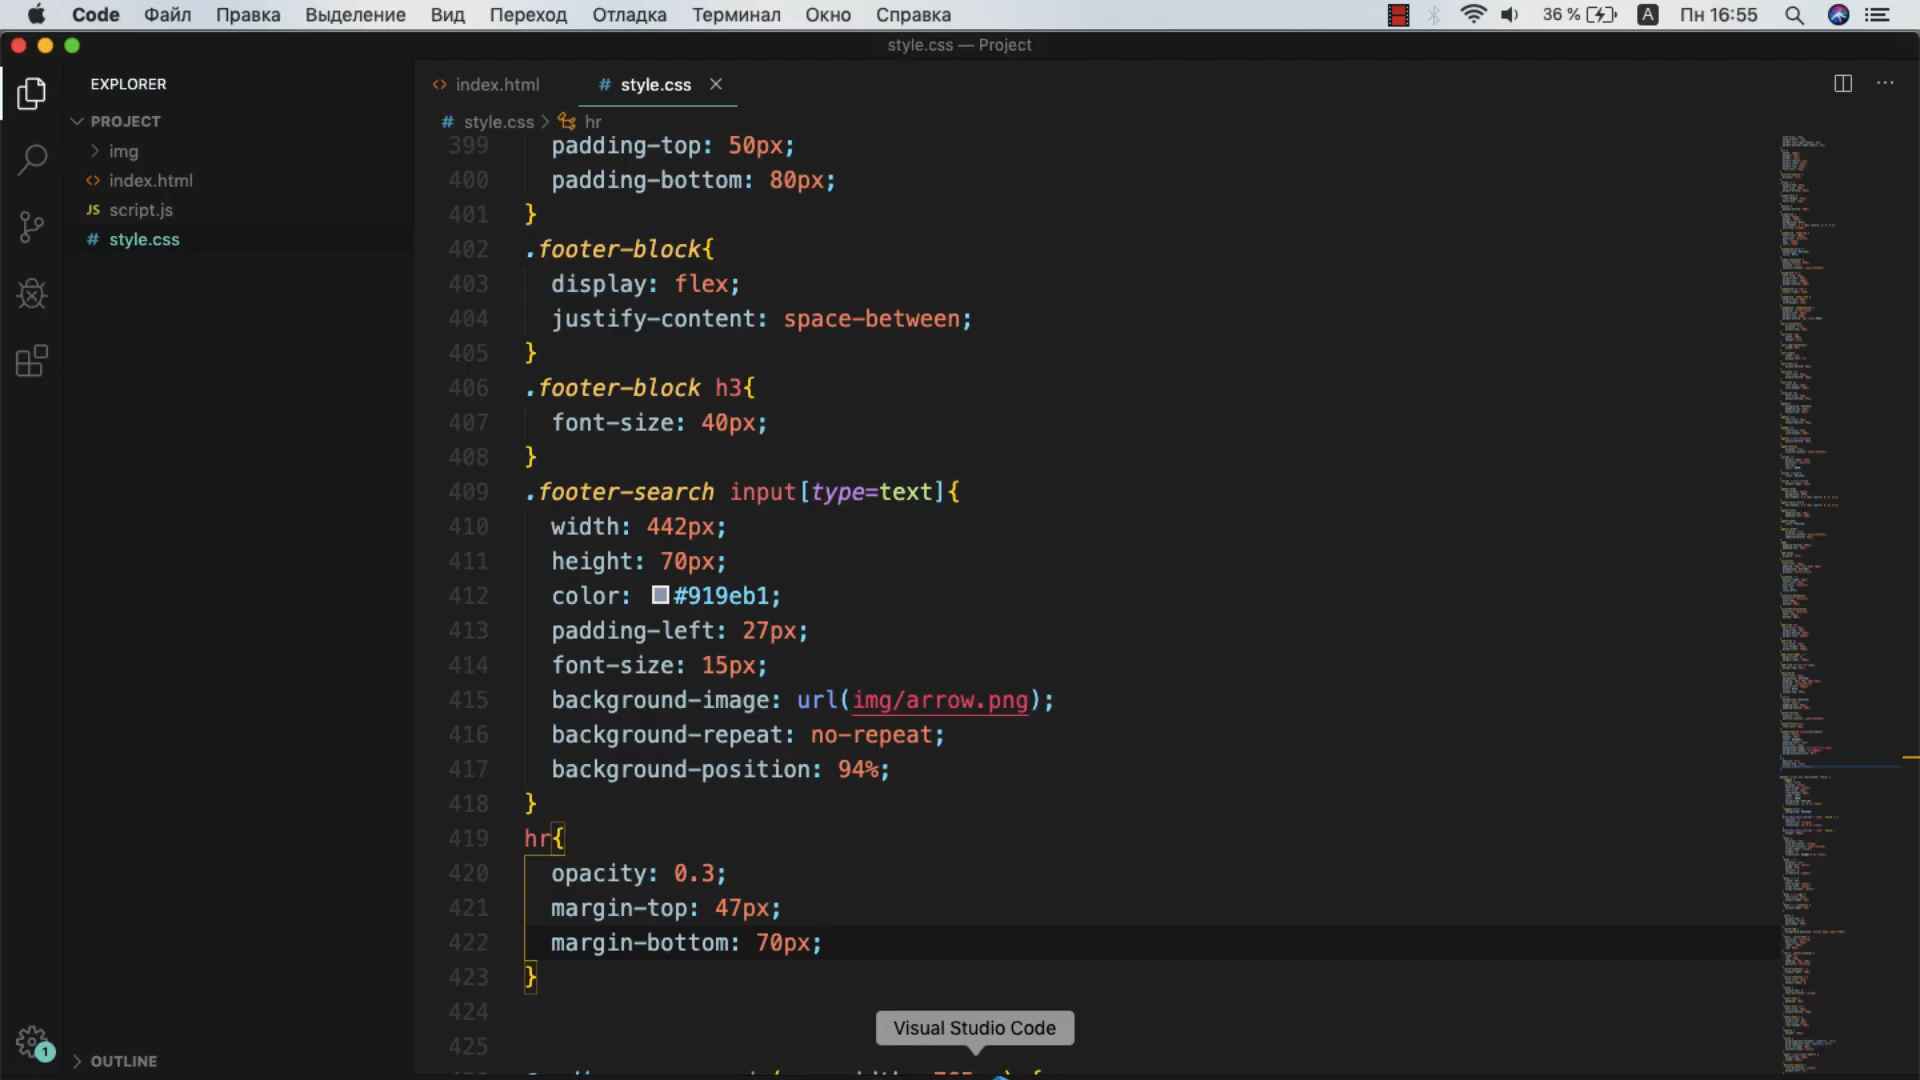 Code Файл Правка Выделение Вид Переход Отладка Терминал Окно Справка 36 % A Пн 16:55
style.css — Project
EXPLORER
PROJECT
img
index.html
JS script.js
# style.css
1
OUTLINE
index.html # style.css
# style.css > hr
399 padding-top: 50px;
400 padding-bottom: 80px;
401 }
402 .footer-block{
403 display: flex;
404 justify-content: space-between;
405 }
406 .footer-block h3{
407 font-size: 40px;
408 }
409 .footer-search input[type=text]{
410 width: 442px;
411 height: 70px;
412 color: #919eb1;
413 padding-left: 27px;
414 font-size: 15px;
415 background-image: url(img/arrow.png);
416 background-repeat: no-repeat;
417 background-position: 94%;
418 }
419 hr{
420 opacity: 0.3;
421 margin-top: 47px;
422 margin-bottom: 70px;
423 }
424
425
Visual Studio Code